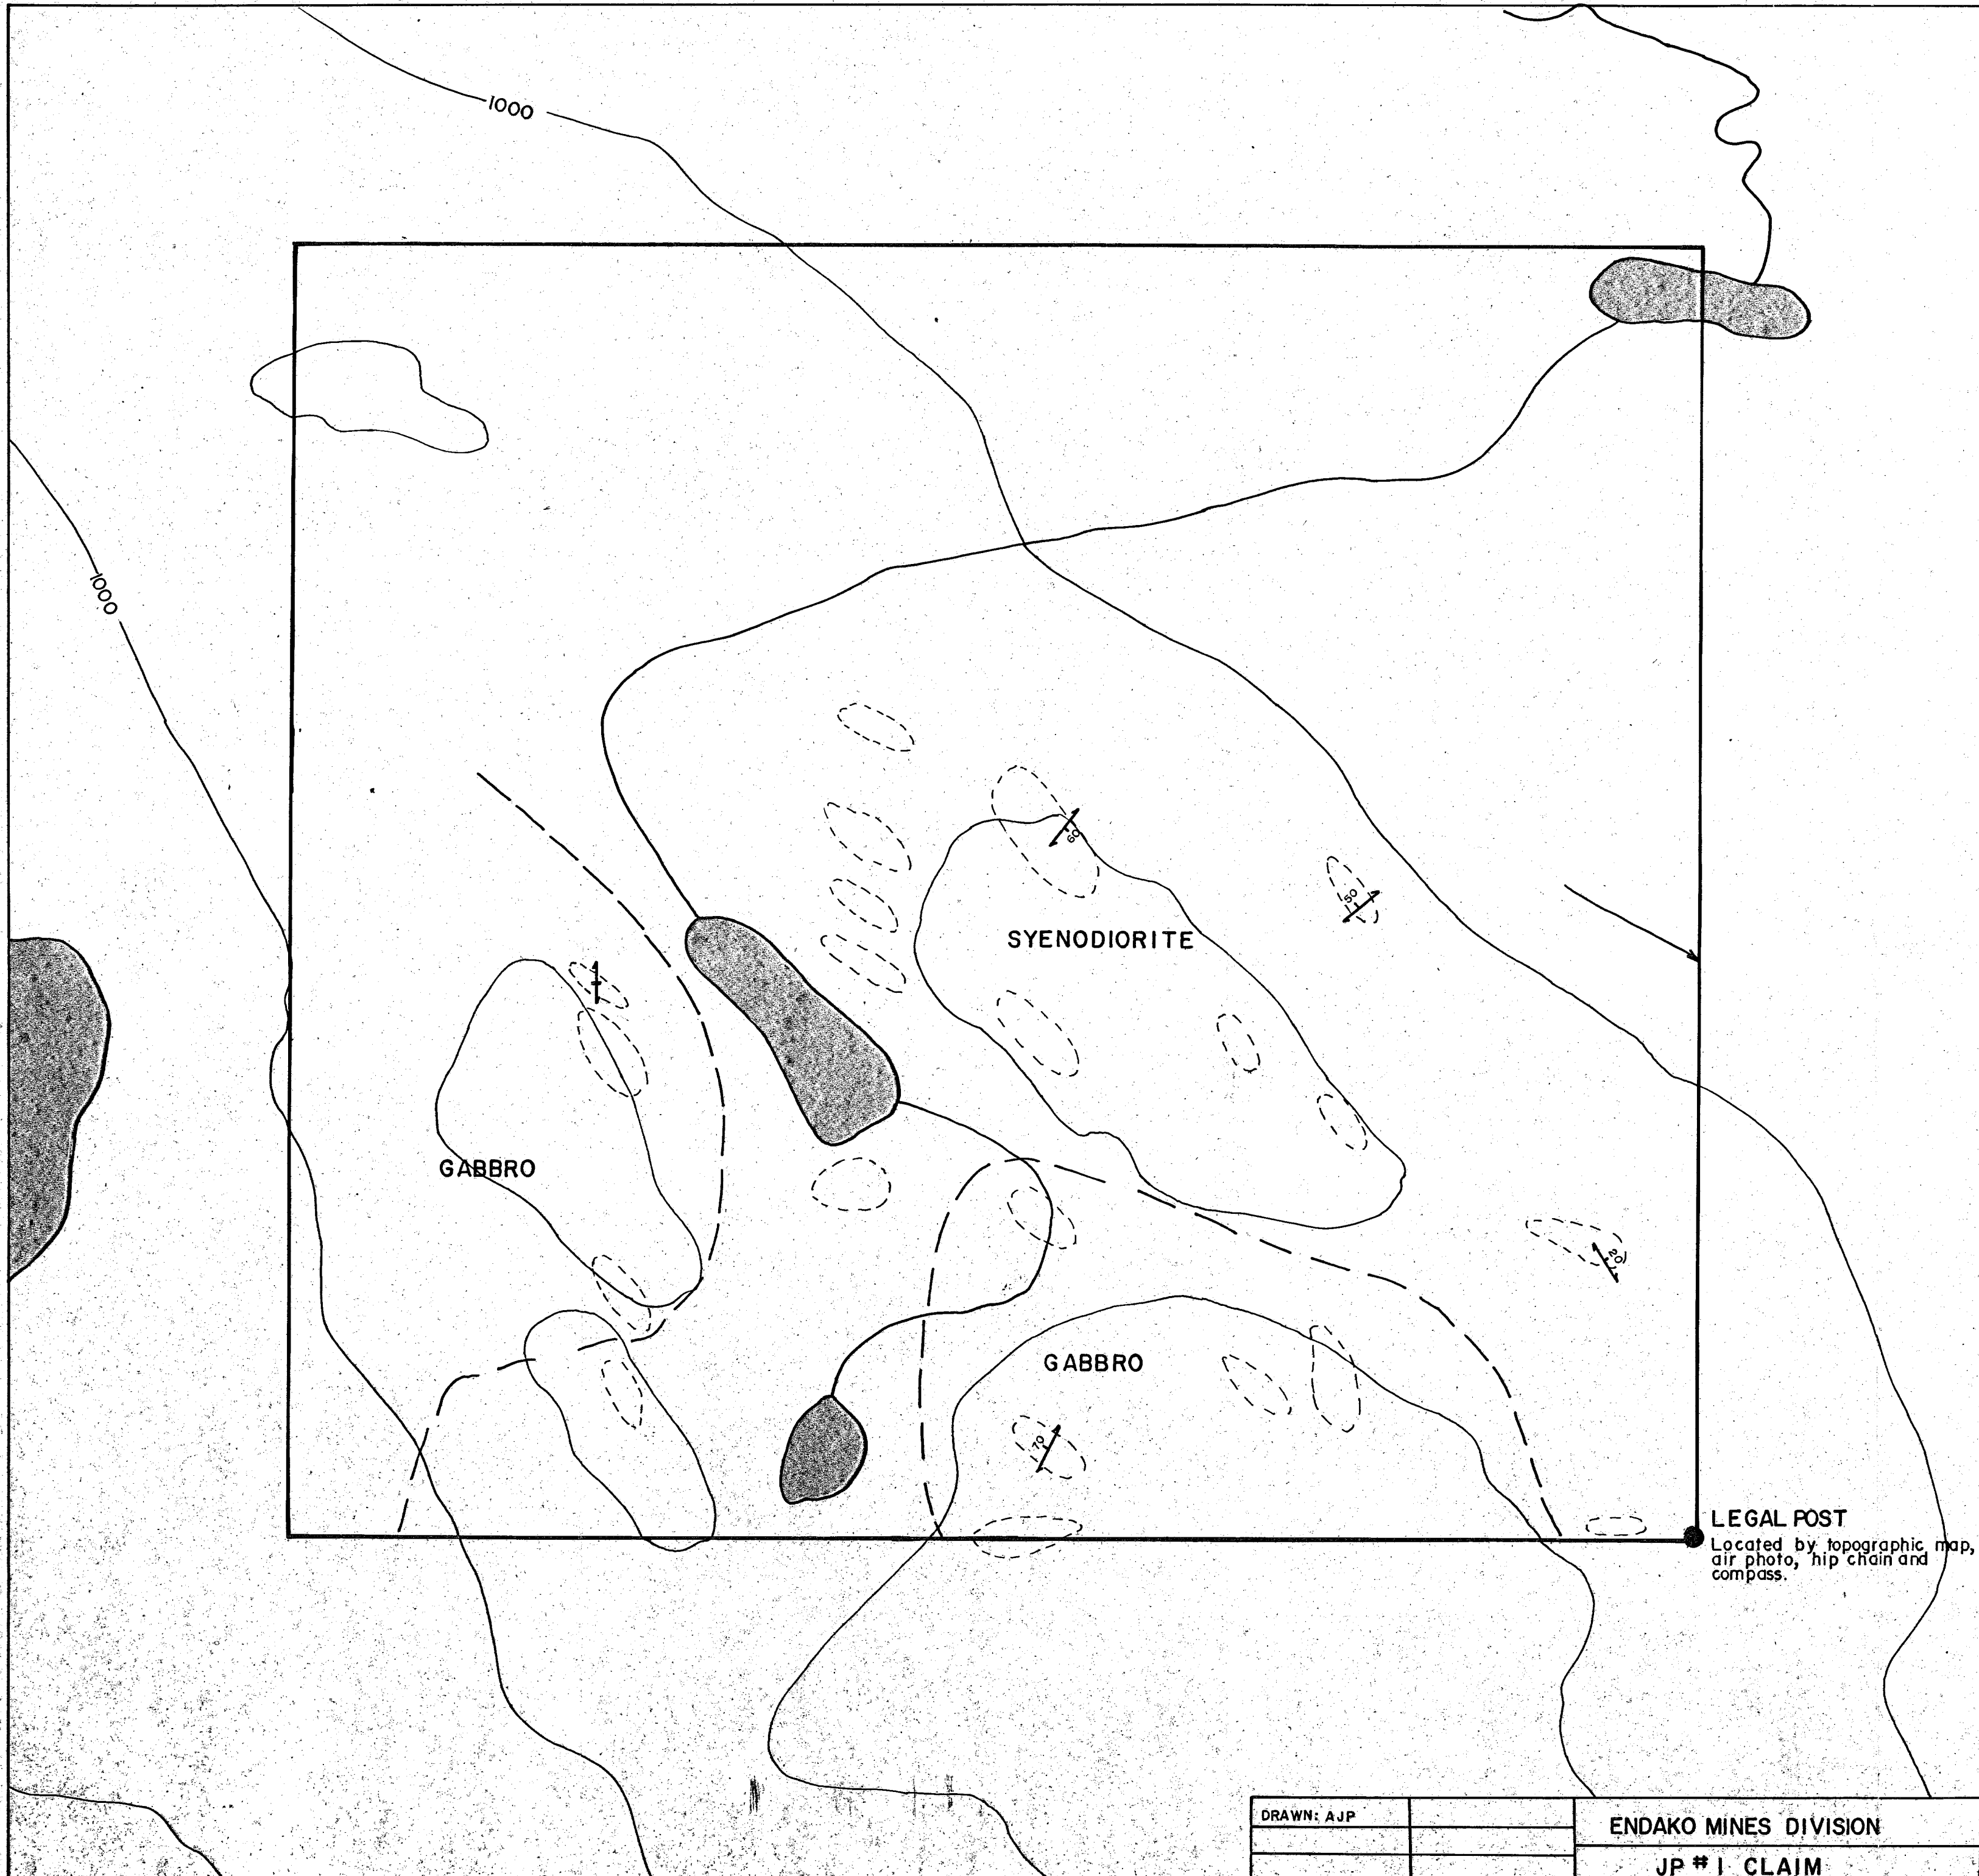 1000
1000
60
50
SYENODIORITE
GABBRO
20
GABBRO
70
LEGAL POST
Located by topographic map,
air photo, hip chain and
compass.
DRAWN: AJP
ENDAKO MINES DIVISION
JP # 1 CLAIM